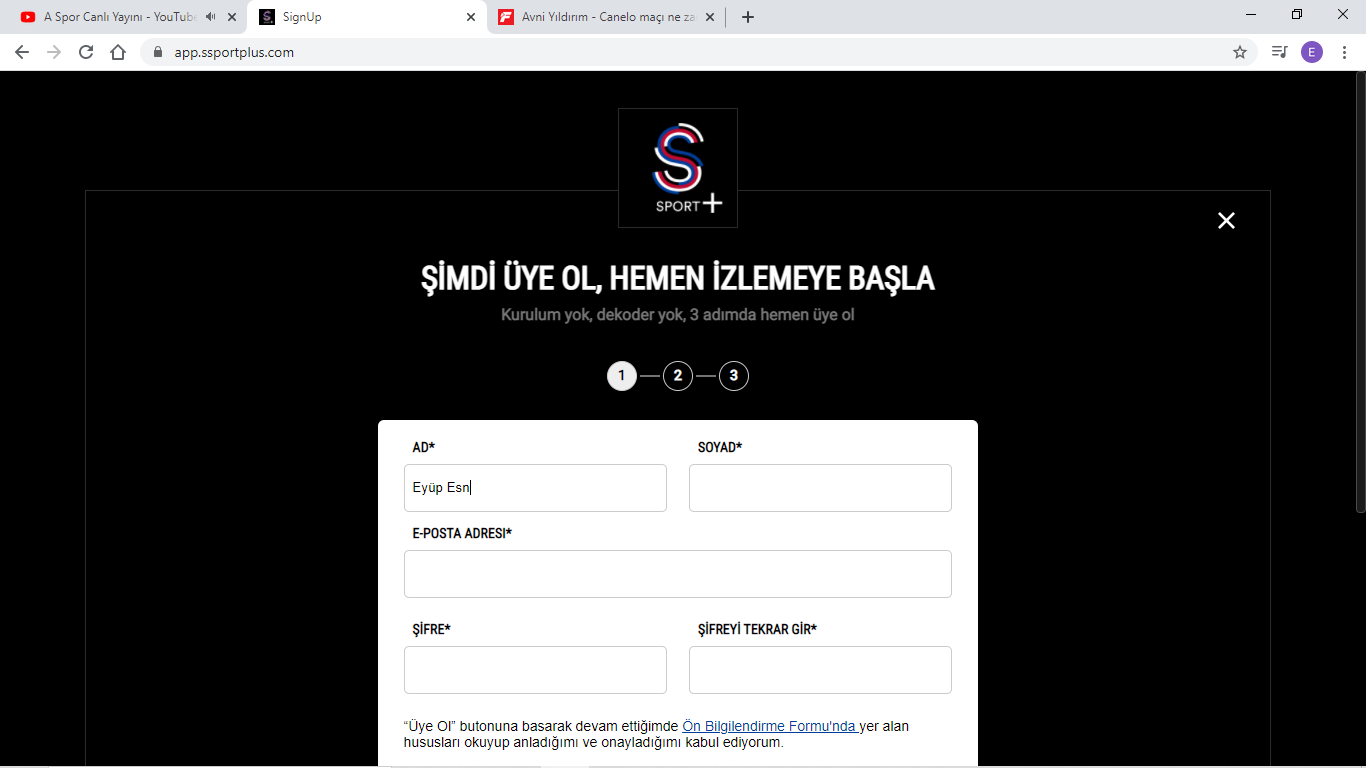 A Spor Canlı Yayını - YouTube
SignUp
Avni Yıldırım - Canelo maçı ne za
app.ssportplus.com
E
S
SPORT+
ŞİMDİ ÜYE OL, HEMEN İZLEMEYE BAŞLA
Kurulum yok, dekoder yok, 3 adımda hemen üye ol
1 2 3
AD* SOYAD*
Eyüp Esn
E-POSTA ADRESI*
ŞİFRE* ŞİFREYİ TEKRAR GİR*
“Üye Ol” butonuna basarak devam ettiğimde Ön Bilgilendirme Formu'nda yer alan
hususları okuyup anladığımı ve onayladığımı kabul ediyorum.